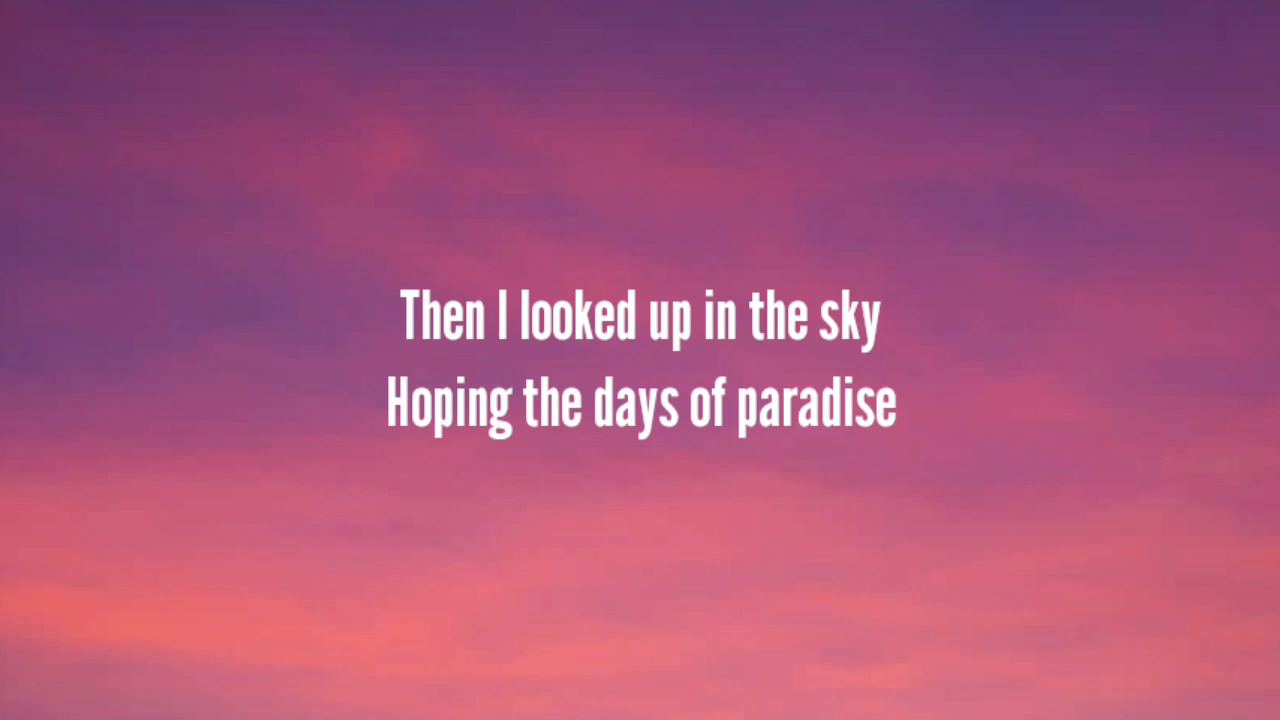 Then I looked up in the sky
Hoping the days of paradise